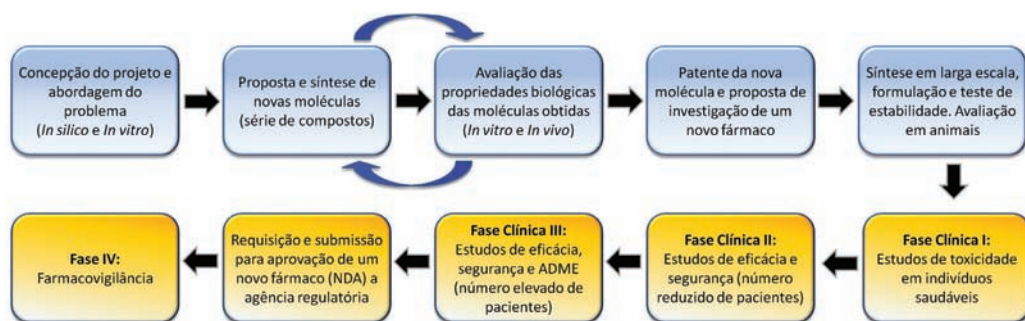 Concepção do projeto e
abordagem do
problema
(In silico e In vitro)
Proposta e síntese de
novas moléculas
(série de compostos)
Avaliação das
propriedades biológicas
das moléculas obtidas
(In vitro e In vivo)
Patente da nova
molécula e proposta de
investigação de um
novo fármaco
Síntese em larga escala,
formulação e teste de
estabilidade. Avaliação
em animais
Fase Clínica I:
Estudos de toxicidade
em indivíduos
saudáveis
Fase Clínica II:
Estudos de eficácia e
segurança (número
reduzido de pacientes)
Fase Clínica III:
Estudos de eficácia,
segurança e ADME
(número elevado de
pacientes)
Requisição e submissão
para aprovação de um
novo fármaco (NDA) a
agência regulatória
Fase IV:
Farmacovigilância